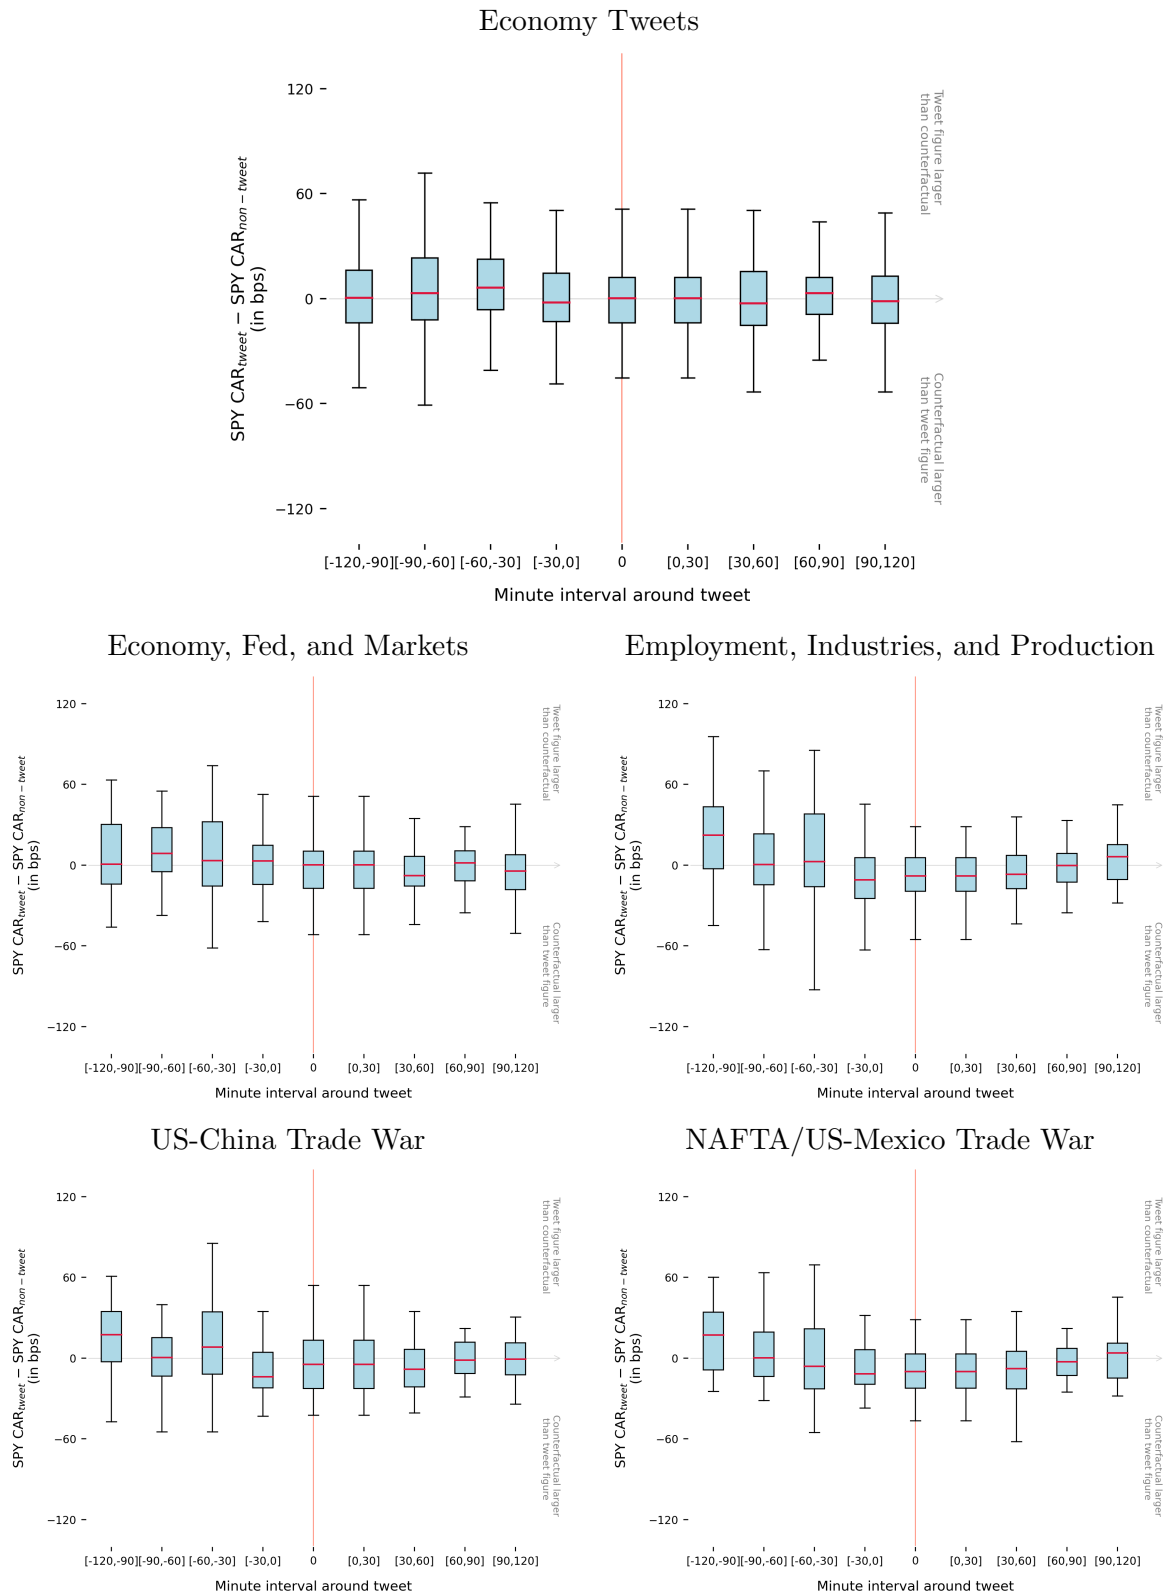 Economy Tweets
120
60
0
−60
−120
SPY CAR_tweet − SPY CAR_non−tweet
(in bps)
Tweet figure larger
than counterfactual
Counterfactual larger
than tweet figure
[-120,-90] [-90,-60] [-60,-30] [-30,0] 0 [0,30] [30,60] [60,90] [90,120]
Minute interval around tweet
Economy, Fed, and Markets
120
60
0
−60
−120
SPY CAR_tweet − SPY CAR_non−tweet
(in bps)
Tweet figure larger
than counterfactual
Counterfactual larger
than tweet figure
[-120,-90] [-90,-60] [-60,-30] [-30,0] 0 [0,30] [30,60] [60,90] [90,120]
Minute interval around tweet
Employment, Industries, and Production
120
60
0
−60
−120
SPY CAR_tweet − SPY CAR_non−tweet
(in bps)
Tweet figure larger
than counterfactual
Counterfactual larger
than tweet figure
[-120,-90] [-90,-60] [-60,-30] [-30,0] 0 [0,30] [30,60] [60,90] [90,120]
Minute interval around tweet
US-China Trade War
120
60
0
−60
−120
SPY CAR_tweet − SPY CAR_non−tweet
(in bps)
Tweet figure larger
than counterfactual
Counterfactual larger
than tweet figure
[-120,-90] [-90,-60] [-60,-30] [-30,0] 0 [0,30] [30,60] [60,90] [90,120]
Minute interval around tweet
NAFTA/US-Mexico Trade War
120
60
0
−60
−120
SPY CAR_tweet − SPY CAR_non−tweet
(in bps)
Tweet figure larger
than counterfactual
Counterfactual larger
than tweet figure
[-120,-90] [-90,-60] [-60,-30] [-30,0] 0 [0,30] [30,60] [60,90] [90,120]
Minute interval around tweet